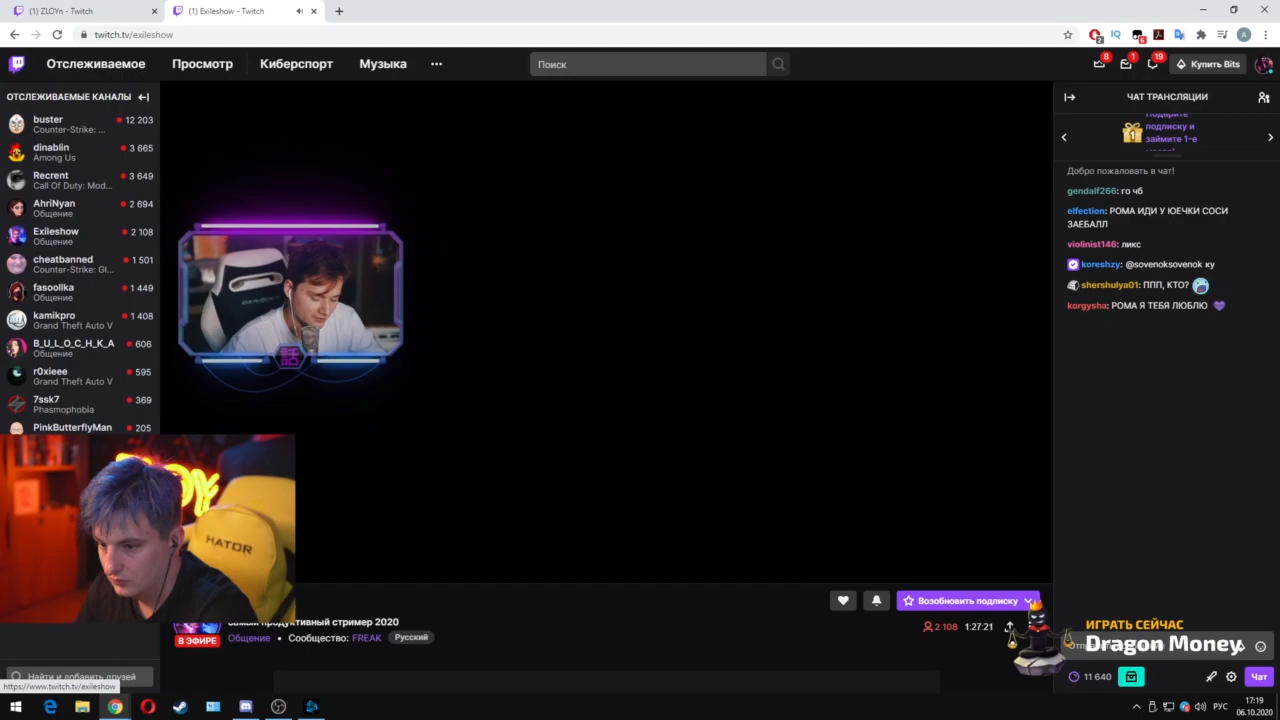 (1) ZLOYn - Twitch
(1) Exileshow - Twitch
twitch.tv/exileshow
Отслеживаемое
Просмотр
Киберспорт
Музыка
Поиск
8
1
19
Купить Bits
ОТСЛЕЖИВАЕМЫЕ КАНАЛЫ
buster
12 203
Counter-Strike: ...
dinablin
3 665
Among Us
Recrent
3 649
Call Of Duty: Mod...
AhriNyan
2 694
Общение
Exileshow
2 108
Общение
cheatbanned
1 501
Counter-Strike: Gl...
fasoollka
1 449
Общение
kamikpro
1 408
Grand Theft Auto V
B_U_L_O_C_H_K_A
606
Общение
r0xieee
595
Grand Theft Auto V
7ssk7
369
Phasmophobia
PinkButterflyMan
205
Найти и добавить друзей
https://www.twitch.tv/exileshow
話
ZLOY
HATOR
самый продуктивный стример 2020
В ЭФИРЕ
Общение • Сообщество: FREAK
Русский
Возобновить подписку
2 108
1:27:21
ЧАТ ТРАНСЛЯЦИИ
Подарите
подписку и
займите 1-е
1
Добро пожаловать в чат!
gendalf266: го чб
elfection: РОМА ИДИ У ЮЕЧКИ СОСИ
ЗАЕБАЛЛ
violinist146: ликс
koreshzy: @sovenoksovenok ку
shershulya01: ППП, КТО?
korgysha: РОМА Я ТЕБЯ ЛЮБЛЮ
ИГРАТЬ СЕЙЧАС
Dragon Money
11 640
Чат
РУС
17:19
06.10.2020